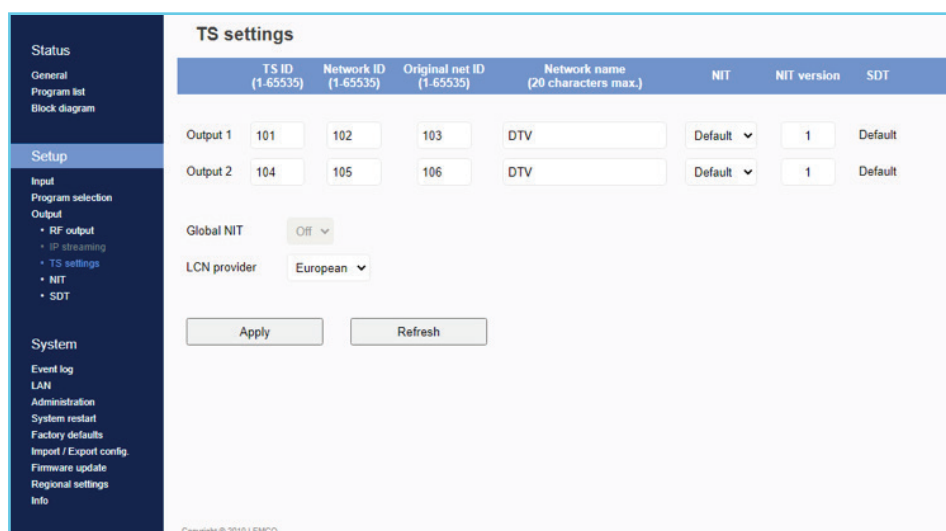 Status
General
Program list
Block diagram
Setup
Input
Program selection
Output
• RF output
• IP streaming
• TS settings
• NIT
• SDT
System
Event log
LAN
Administration
System restart
Factory defaults
Import / Export config.
Firmware update
Regional settings
Info
TS settings
TS ID (1-65535) Network ID (1-65535) Original net ID (1-65535) Network name (20 characters max.) NIT NIT version SDT
Output 1 101 102 103 DTV Default 1 Default
Output 2 104 105 106 DTV Default 1 Default
Global NIT Off
LCN provider European
Apply Refresh
Copyright © 2010 LEMCO